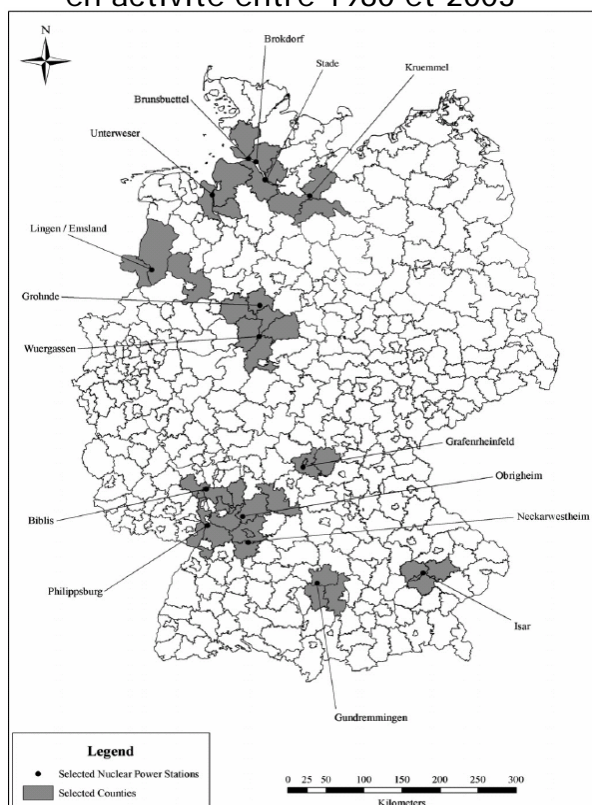 en activité entre 1980 et 2003
N
Brokdorf
Stade
Kruemmel
Brunsbuettel
Unterweser
Lingen / Emsland
Grohnde
Wuergassen
Grafenrheinfeld
Obrigheim
Biblis
Neckarwestheim
Philippsburg
Isar
Gundremmingen
Legend
Selected Nuclear Power Stations
Selected Counties
0 25 50 100 150 200 250 300
Kilometers